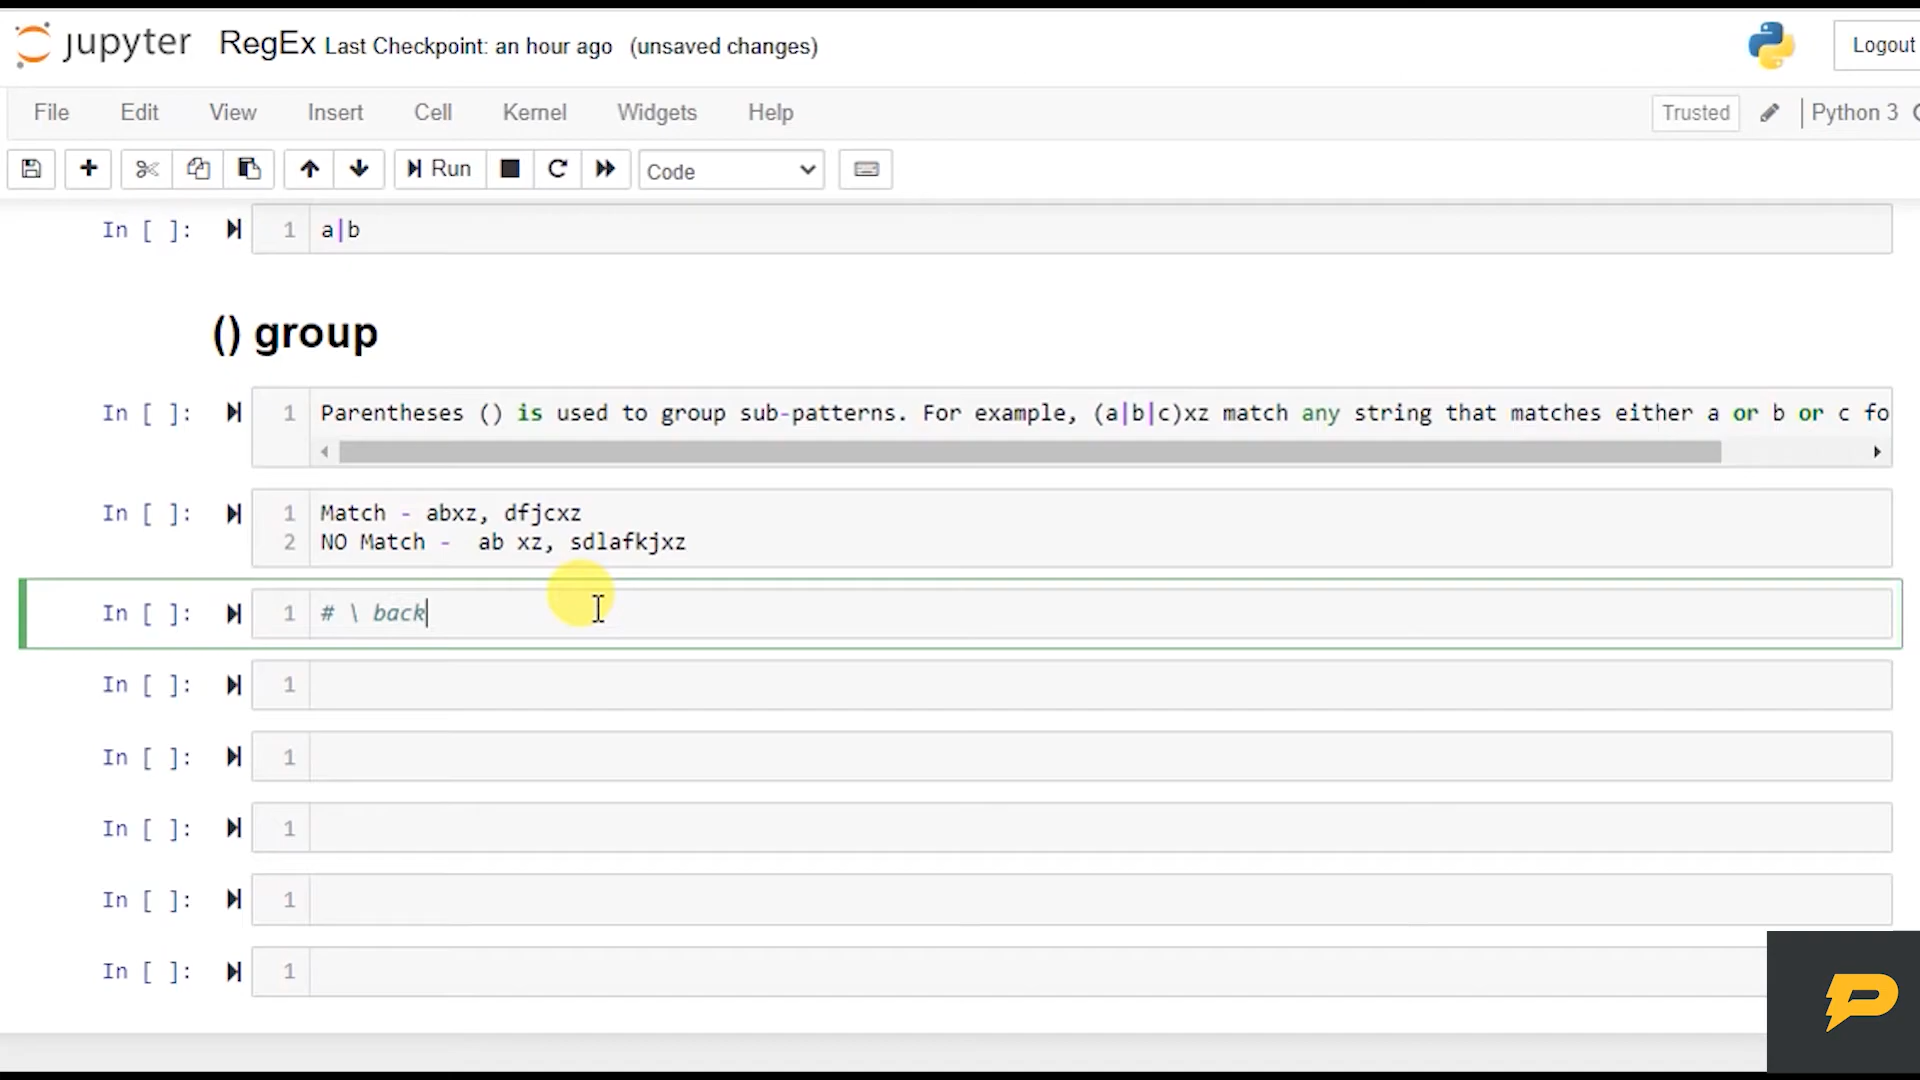 jupyter RegEx Last Checkpoint: an hour ago (unsaved changes) Logout
File Edit View Insert Cell Kernel Widgets Help Trusted Python 3
Run Code
In [ ]: 1 a|b
() group
In [ ]: 1 Parentheses () is used to group sub-patterns. For example, (a|b|c)xz match any string that matches either a or b or c fo
In [ ]: 1 Match - abxz, dfjcxz
2 NO Match -  ab xz, sdlafkjxz
In [ ]: 1 # \ back
In [ ]: 1
In [ ]: 1
In [ ]: 1
In [ ]: 1
In [ ]: 1